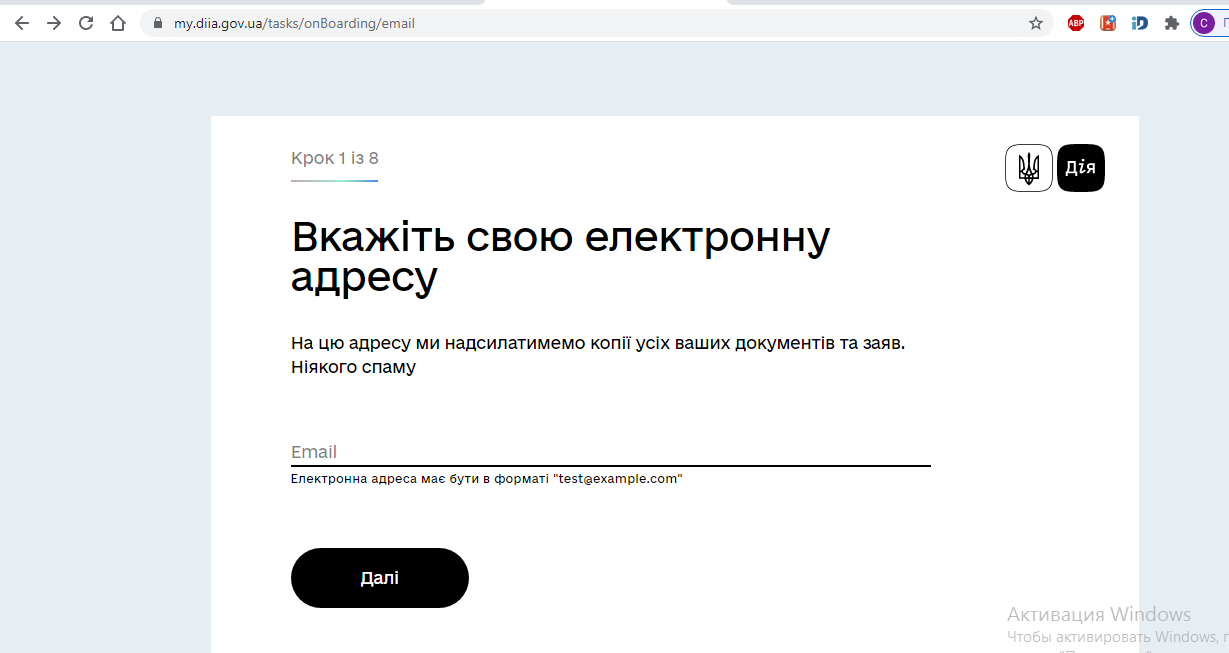 my.diia.gov.ua/tasks/onBoarding/email
ABP
C
Крок 1 із 8
Дія
Вкажіть свою електронну
адресу
На цю адресу ми надсилатимемо копії усіх ваших документів та заяв.
Ніякого спаму
Email
Електронна адреса має бути в форматі "test@example.com"
Далі
Активация Windows
Чтобы активировать Windows,